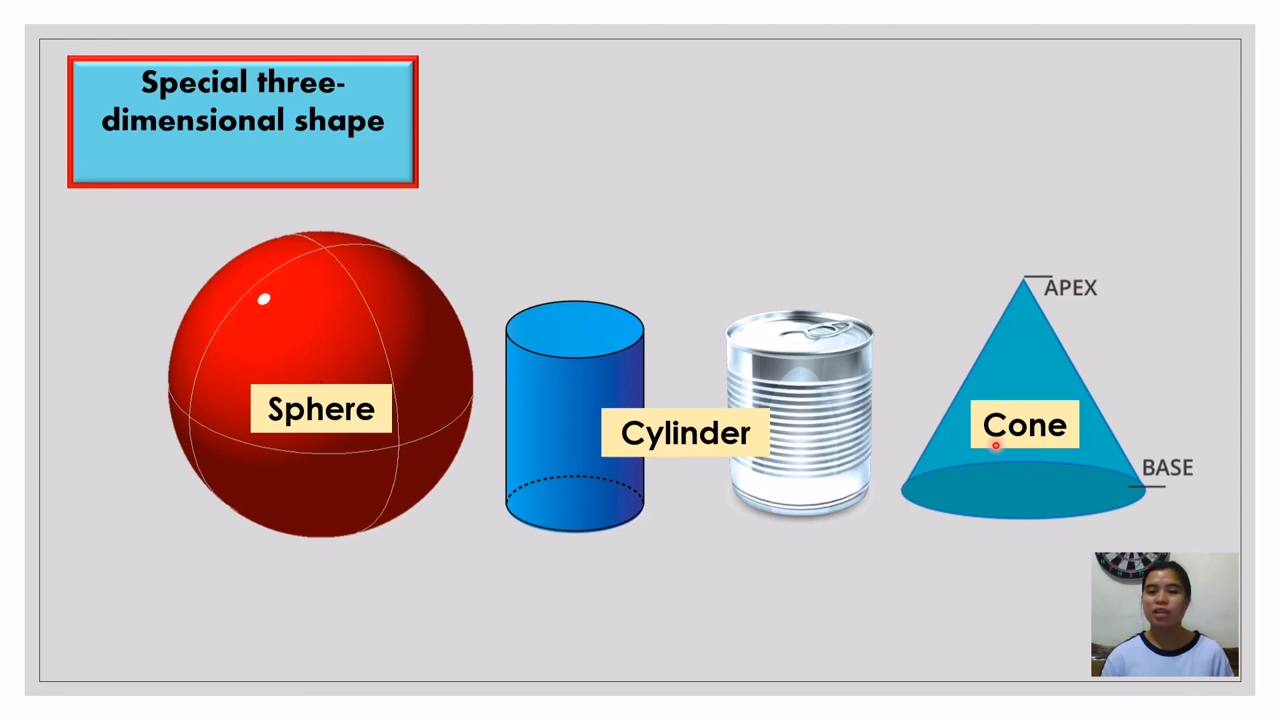 Special three-
dimensional shape
APEX
Sphere
Cylinder
Cone
BASE